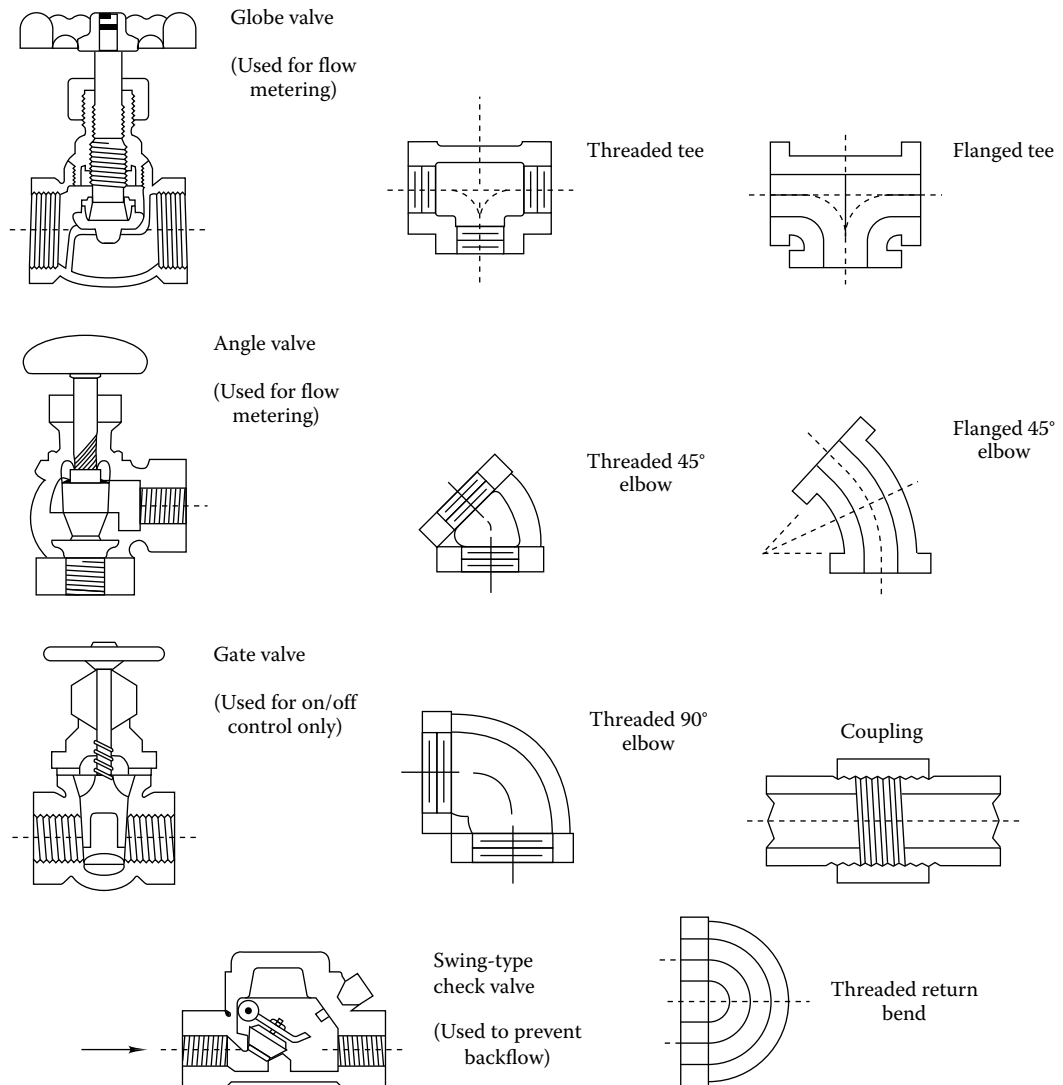 Globe valve
(Used for flow
metering)
Threaded tee
Flanged tee
Angle valve
(Used for flow
metering)
Threaded 45°
elbow
Flanged 45°
elbow
Gate valve
(Used for on/off
control only)
Threaded 90°
elbow
Coupling
Swing-type
check valve
(Used to prevent
backflow)
Threaded return
bend